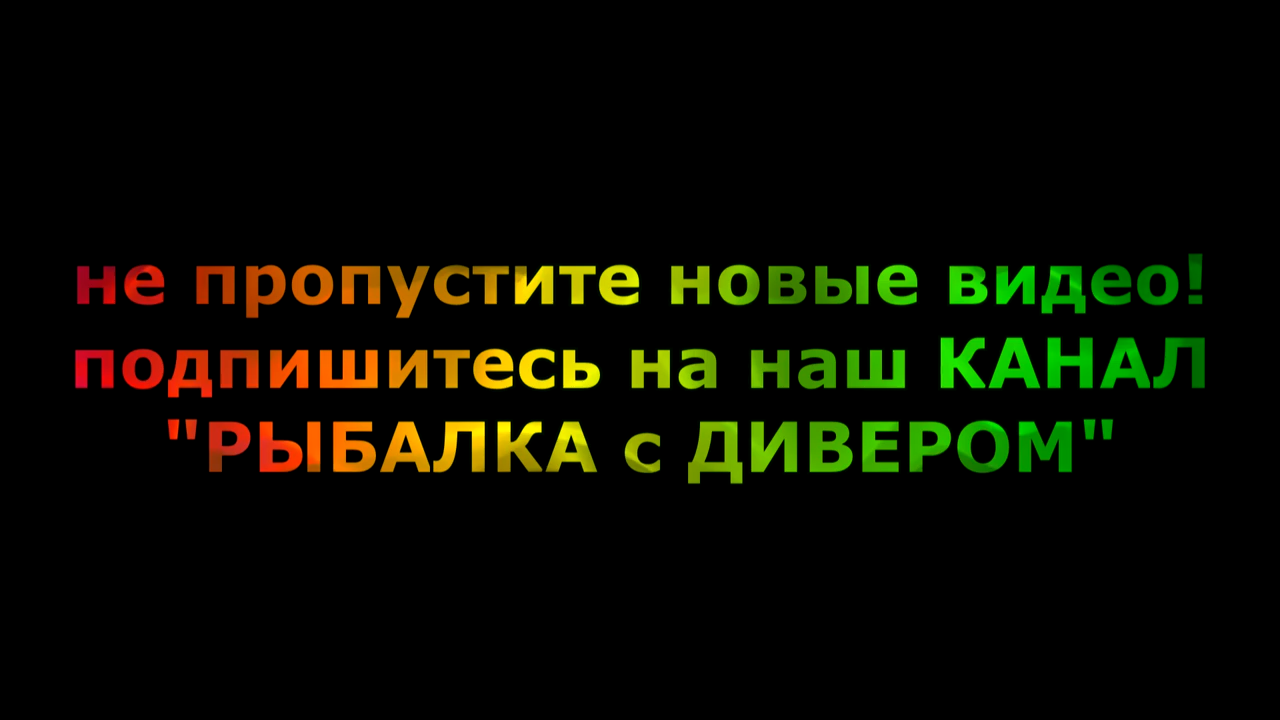 не пропустите новые видео!
подпишитесь на наш КАНАЛ
"РЫБАЛКА с ДИВЕРОМ"